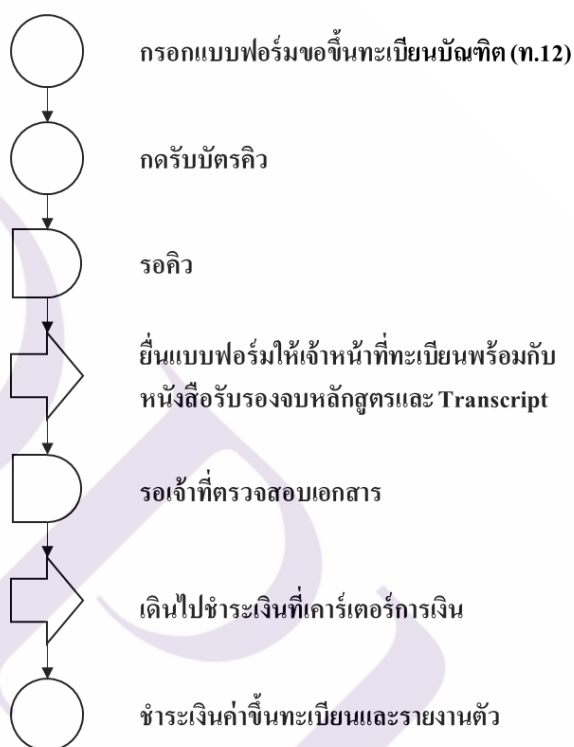 กรอกแบบฟอร์มขอขึ้นทะเบียนบัณฑิต (ท.12)
กดรับบัตรคิว
รอคิว
ยื่นแบบฟอร์มให้เจ้าหน้าที่ทะเบียนพร้อมกับ
หนังสือรับรองจบหลักสูตรและ Transcript
รอเจ้าที่ตรวจสอบเอกสาร
เดินไปชำระเงินที่เคาร์เตอร์การเงิน
ชำระเงินค่าขึ้นทะเบียนและรายงานตัว